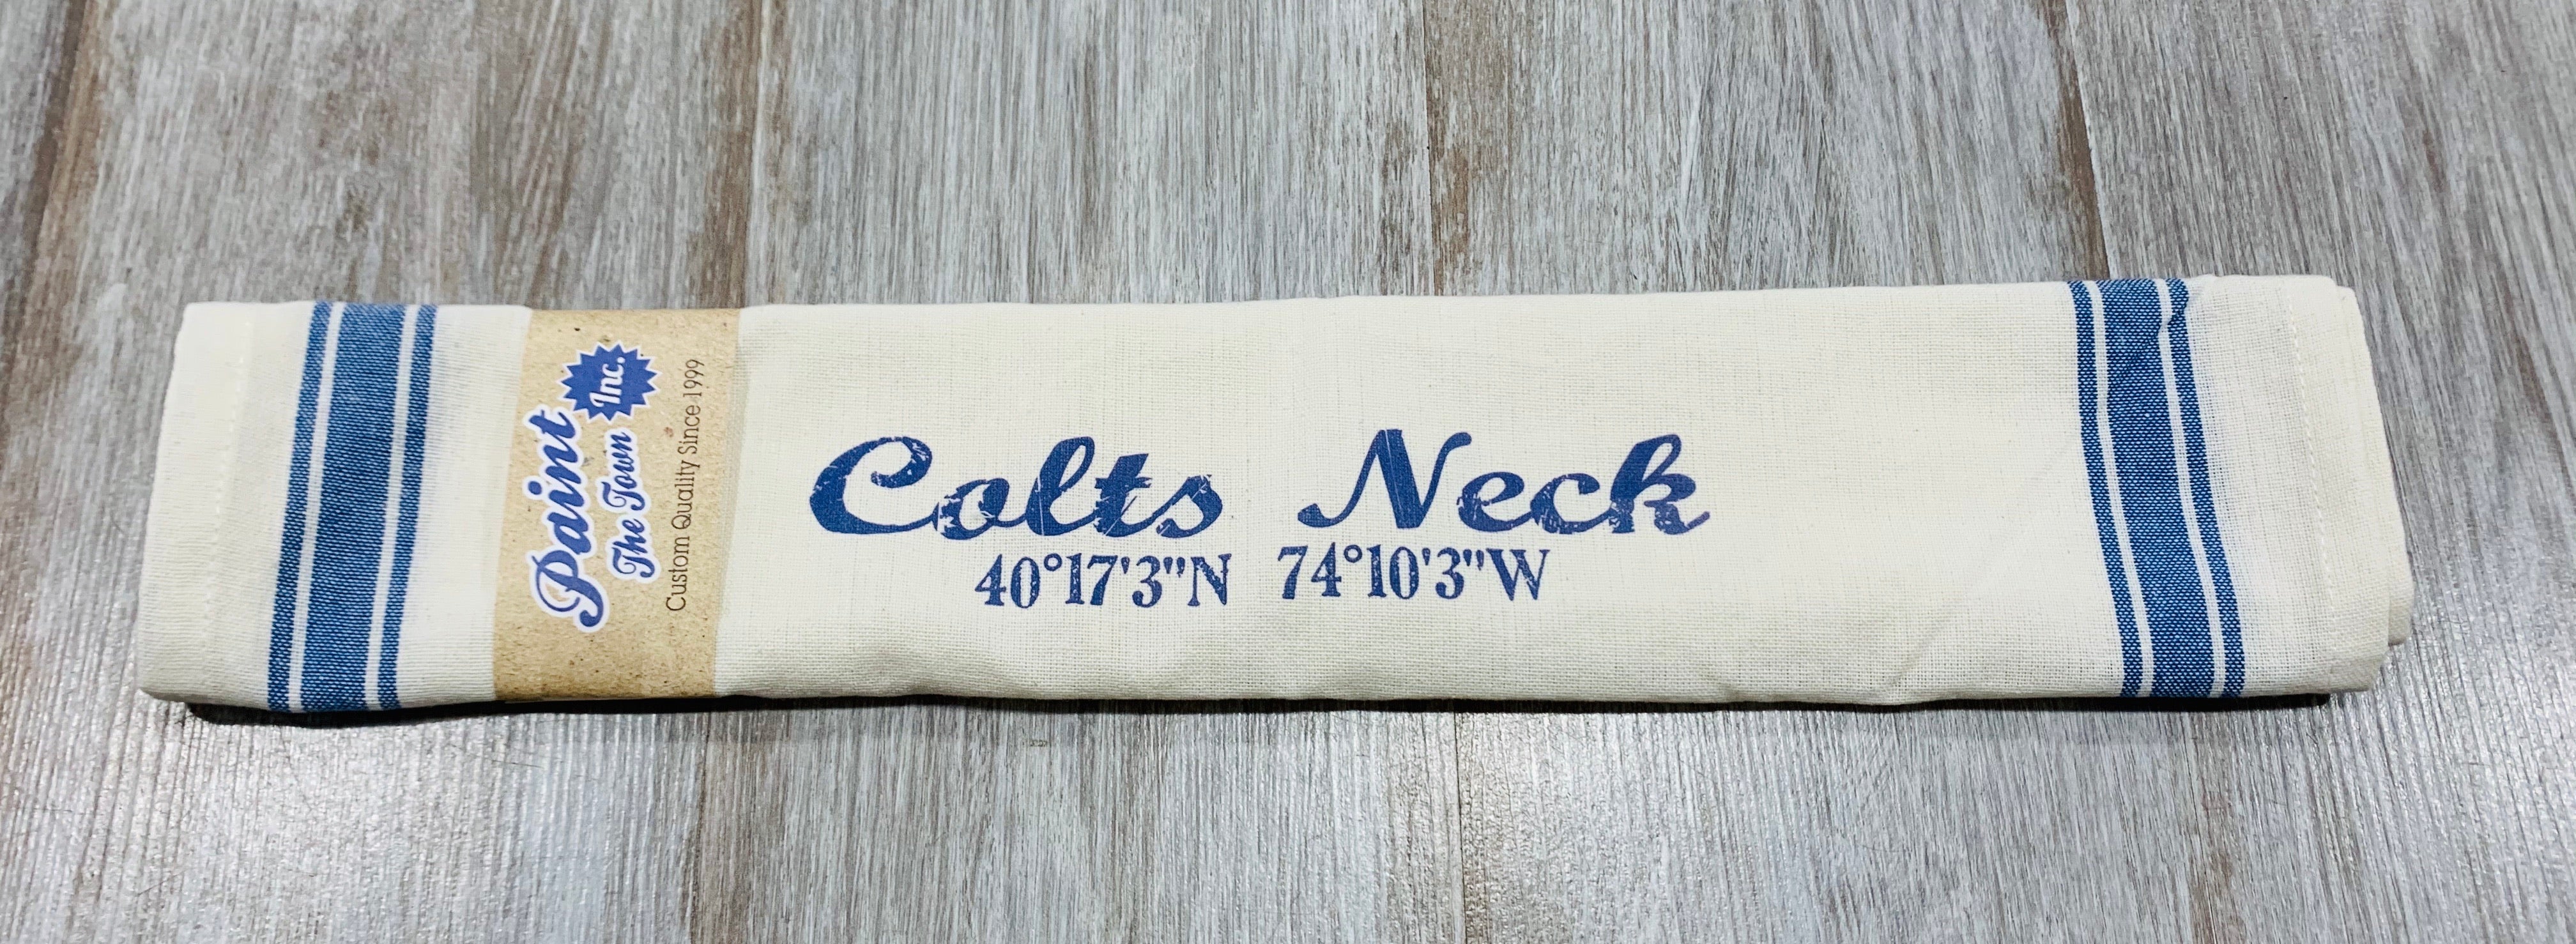 Paint
The Town
Inc.
Custom Quality Since 1999
Colts Neck
40°17'3"N 74°10'3"W